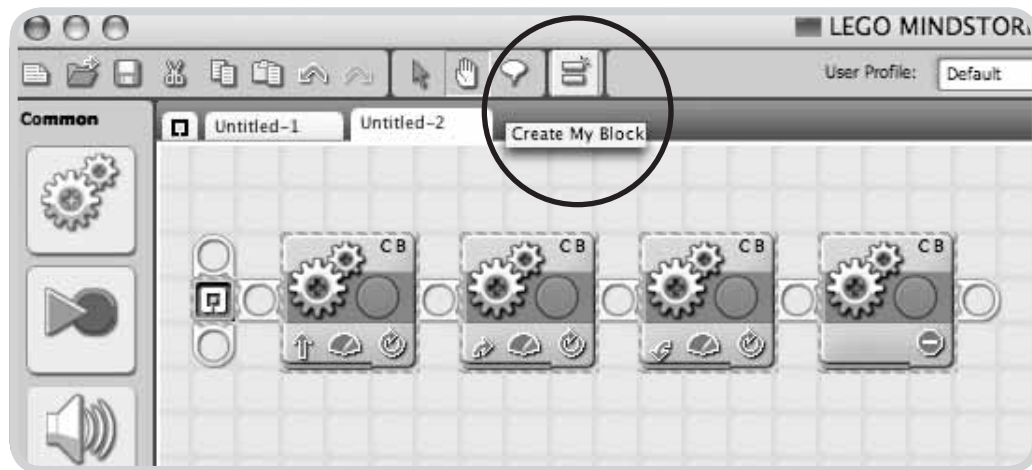 LEGO MINDSTOR
User Profile: Default
Common
Untitled-1
Untitled-2
Create My Block
C B
C B
C B
C B